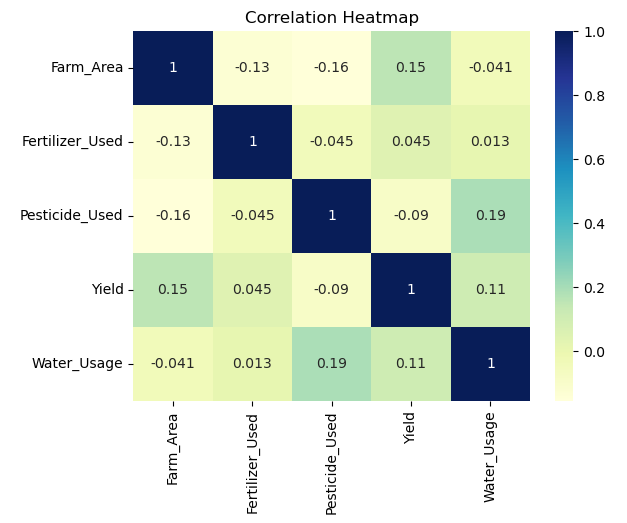 Correlation Heatmap
Farm_Area 1 -0.13 -0.16 0.15 -0.041
Fertilizer_Used -0.13 1 -0.045 0.045 0.013
Pesticide_Used -0.16 -0.045 1 -0.09 0.19
Yield 0.15 0.045 -0.09 1 0.11
Water_Usage -0.041 0.013 0.19 0.11 1
Farm_Area
Fertilizer_Used
Pesticide_Used
Yield
Water_Usage
1.0
0.8
0.6
0.4
0.2
0.0